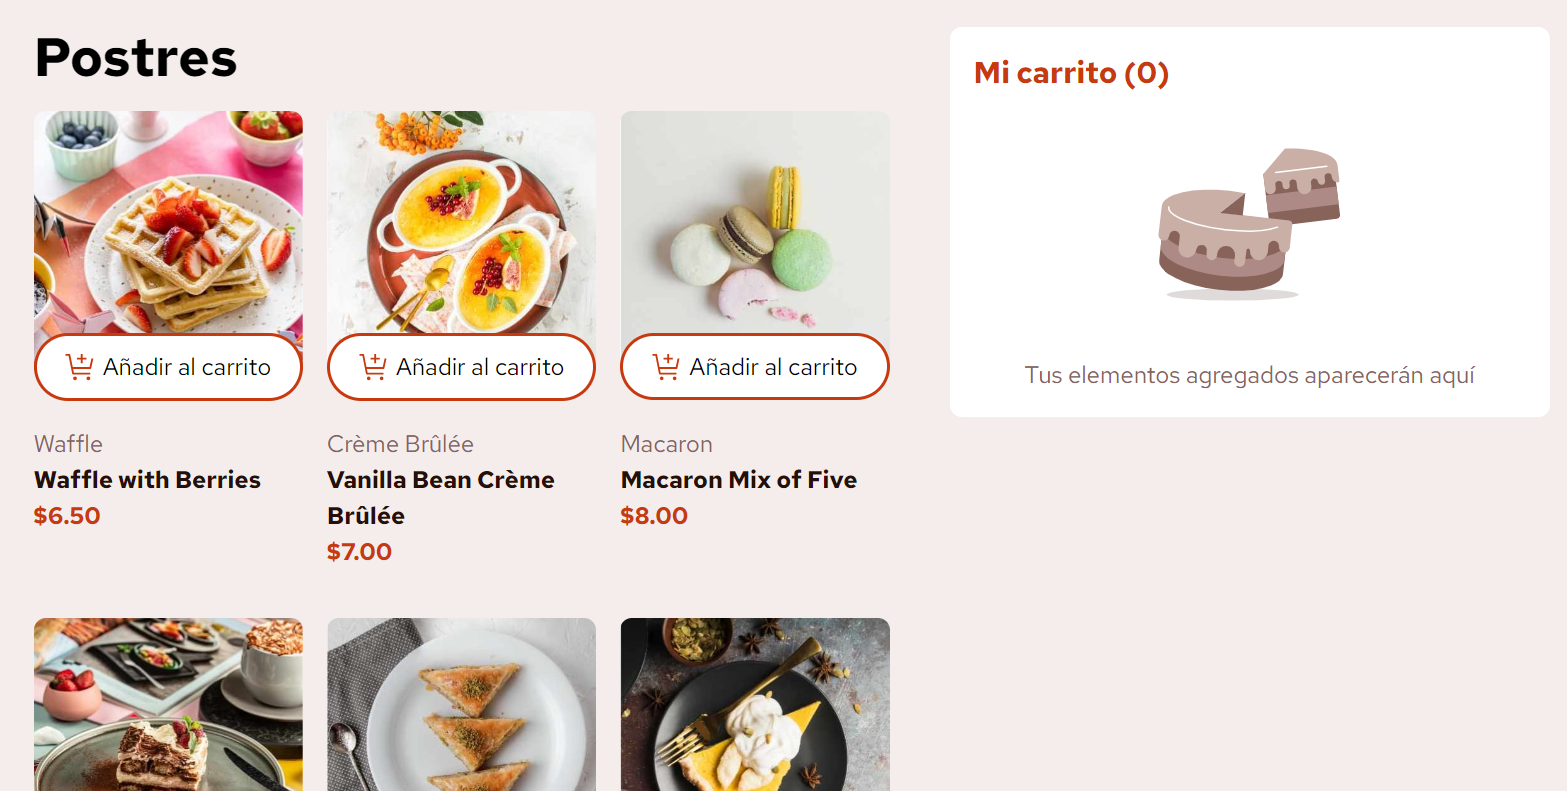 Postres
Añadir al carrito
Añadir al carrito
Añadir al carrito
Waffle
Waffle with Berries
$6.50
Crème Brûlée
Vanilla Bean Crème
Brûlée
$7.00
Macaron
Macaron Mix of Five
$8.00
Mi carrito (0)
Tus elementos agregados aparecerán aquí